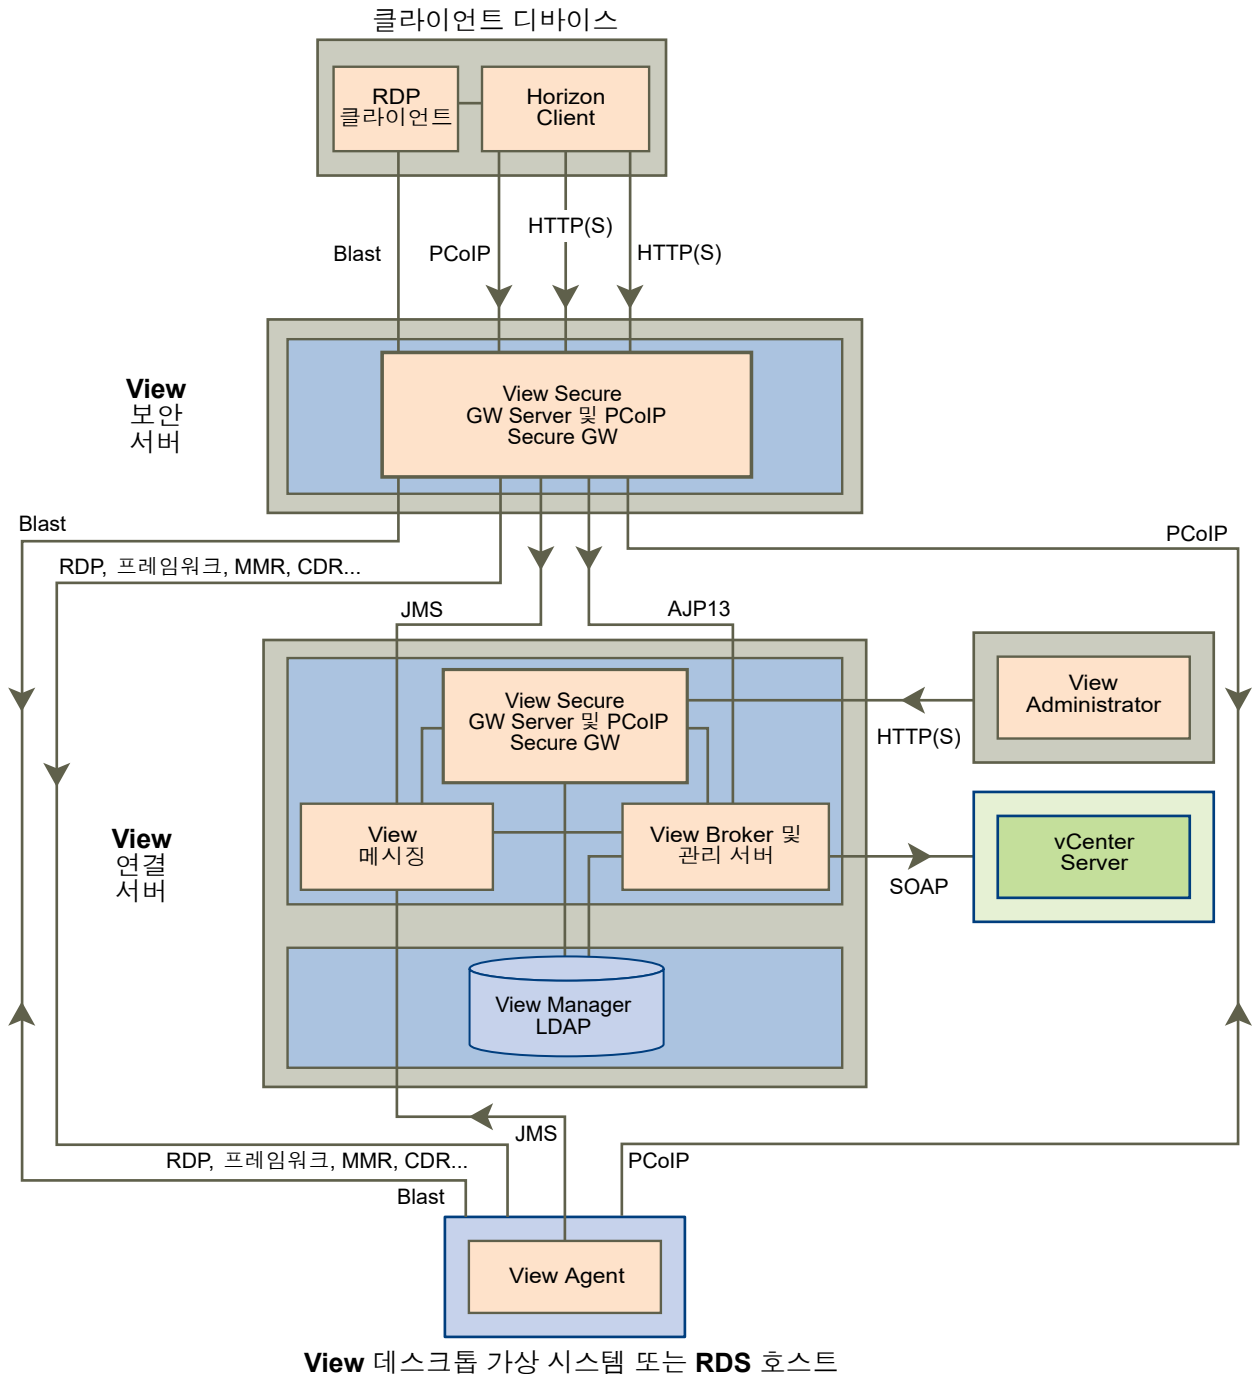 클라이언트 디바이스
RDP
클라이언트
Horizon
Client
HTTP(S)
Blast
PCoIP
HTTP(S)
View
보안
서버
View Secure
GW Server 및 PCoIP
Secure GW
Blast
PCoIP
RDP, 프레임워크, MMR, CDR...
JMS
AJP13
View Secure
GW Server 및 PCoIP
Secure GW
View
Administrator
HTTP(S)
View
연결
서버
View
메시징
View Broker 및
관리 서버
vCenter
Server
SOAP
View Manager
LDAP
JMS
RDP, 프레임워크, MMR, CDR...
PCoIP
Blast
View Agent
View 데스크톱 가상 시스템 또는 RDS 호스트